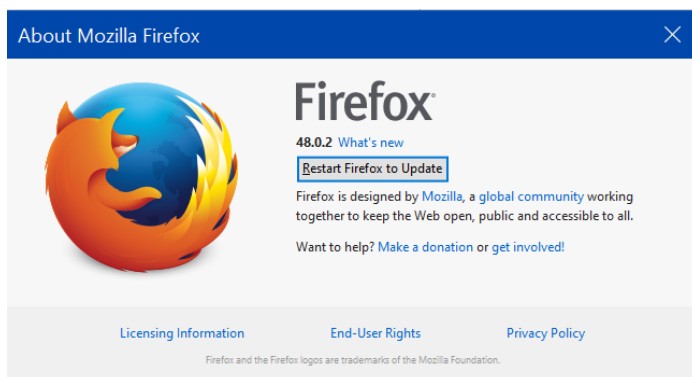 About Mozilla Firefox
Firefox
48.0.2 What's new
Restart Firefox to Update
Firefox is designed by Mozilla, a global community working
together to keep the Web open, public and accessible to all.
Want to help? Make a donation or get involved!
Licensing Information End-User Rights Privacy Policy
Firefox and the Firefox logos are trademarks of the Mozilla Foundation.